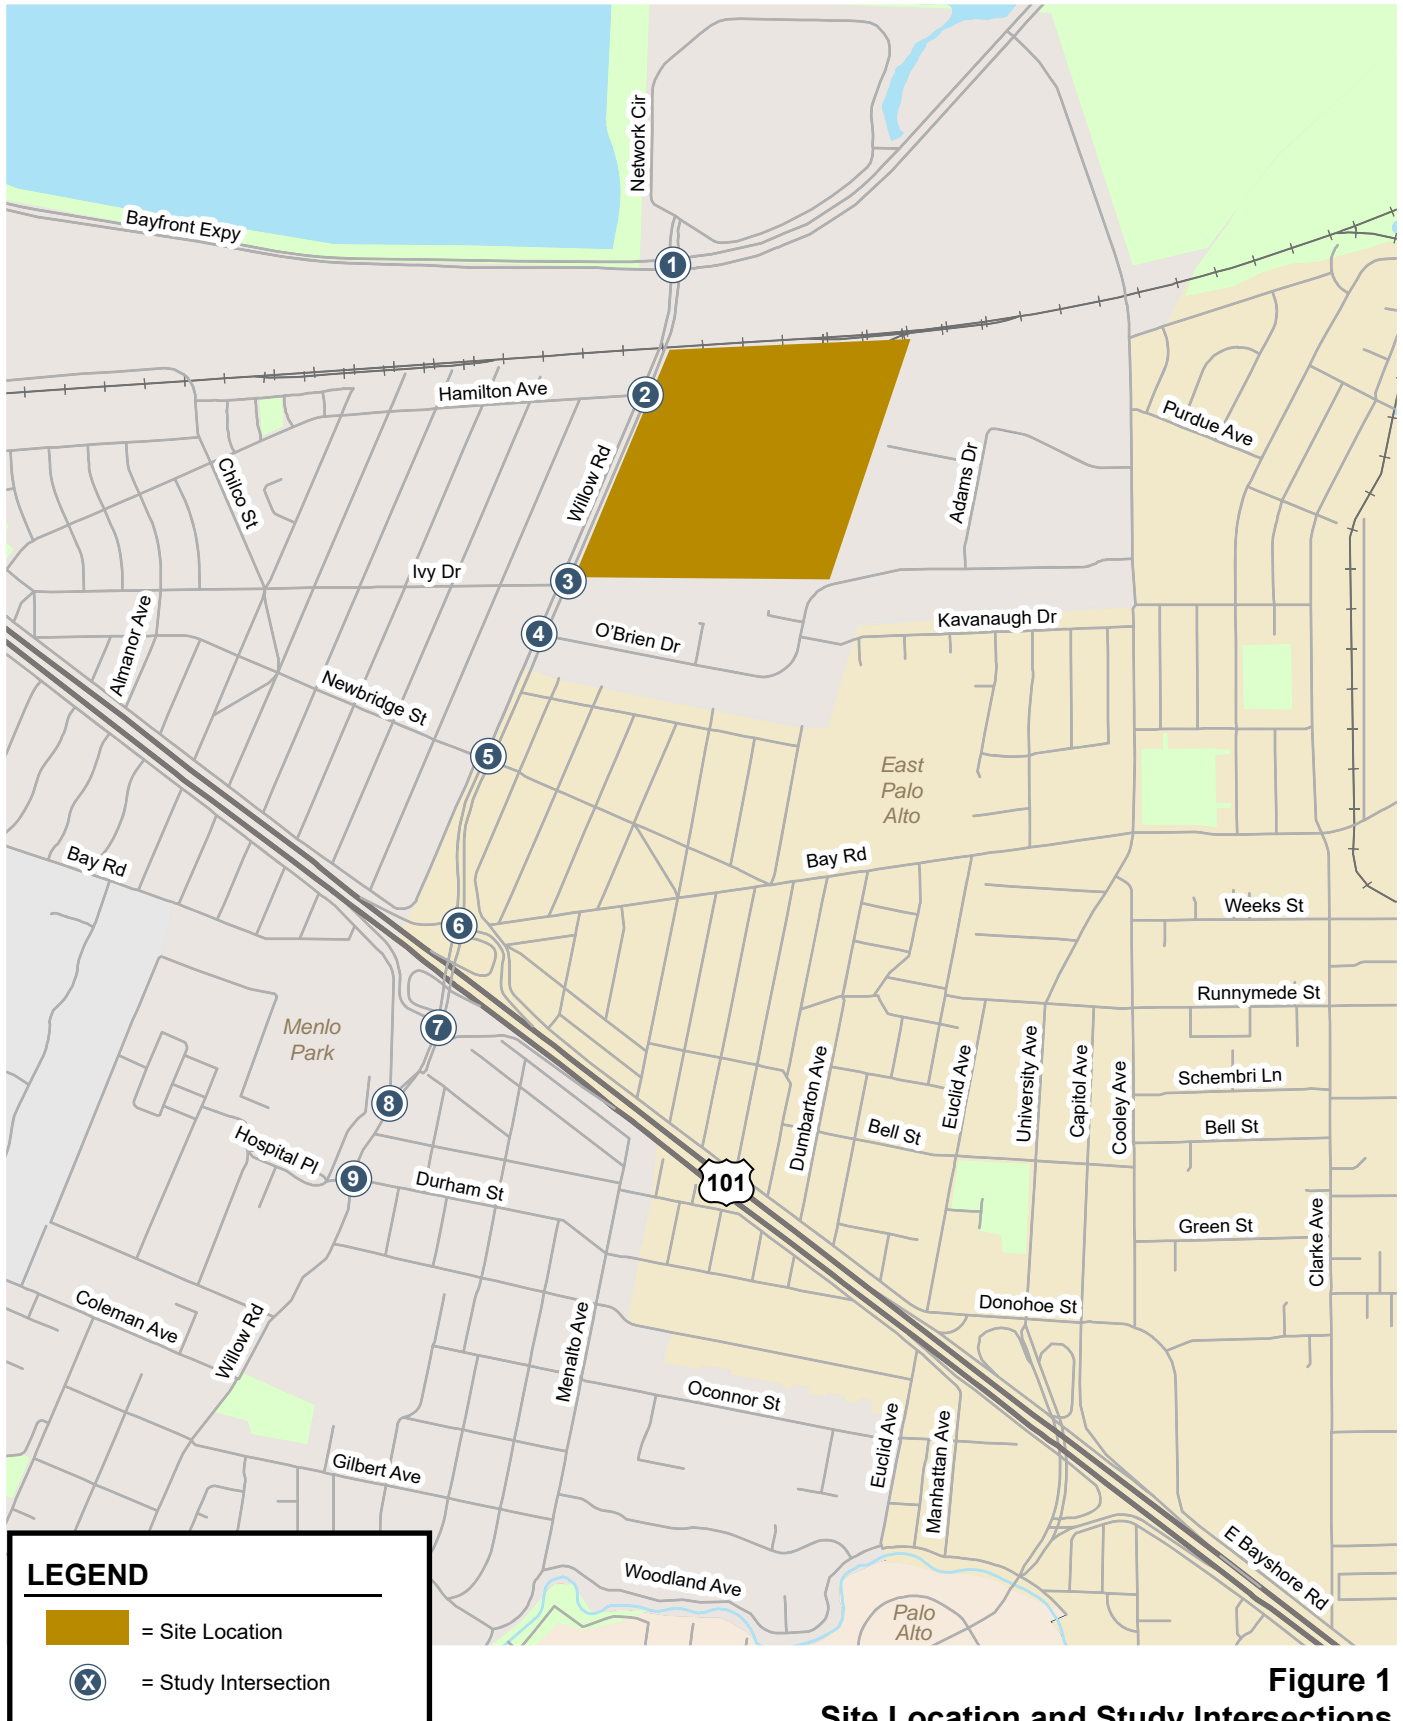 Network Cir
Bayfront Expy
1
Hamilton Ave
2
Purdue Ave
Willow Rd
Chilco St
Adams Dr
Ivy Dr
3
Almanor Ave
4
O'Brien Dr
Kavanaugh Dr
Newbridge St
5
East
Palo
Alto
Bay Rd
Bay Rd
Weeks St
6
Runnymede St
Menlo
Park
7
Dumbarton Ave
Euclid Ave
University Ave
Capitol Ave
Cooley Ave
Schembri Ln
8
Bell St
Bell St
Hospital Pl
9
Durham St
101
Green St
Clarke Ave
Coleman Ave
Willow Rd
Menalto Ave
Donohoe St
Oconnor St
Euclid Ave
Manhattan Ave
Gilbert Ave
E Bayshore Rd
Woodland Ave
Palo
Alto
LEGEND
= Site Location
X = Study Intersection
Figure 1
Site Location and Study Intersections